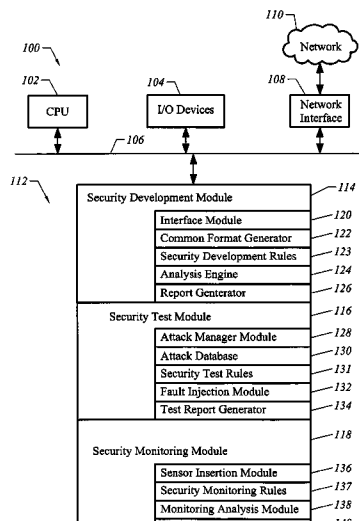 110
Network
100
102
CPU
104
I/O Devices
108
Network
Interface
106
112
Security Development Module
114
Interface Module
120
Common Format Generator
122
Security Development Rules
123
Analysis Engine
124
Report Genterator
126
Security Test Module
116
Attack Manager Module
128
Attack Database
130
Security Test Rules
131
Fault Injection Module
132
Test Report Generator
134
Security Monitoring Module
118
Sensor Insertion Module
136
Security Monitoring Rules
137
Monitoring Analysis Module
138